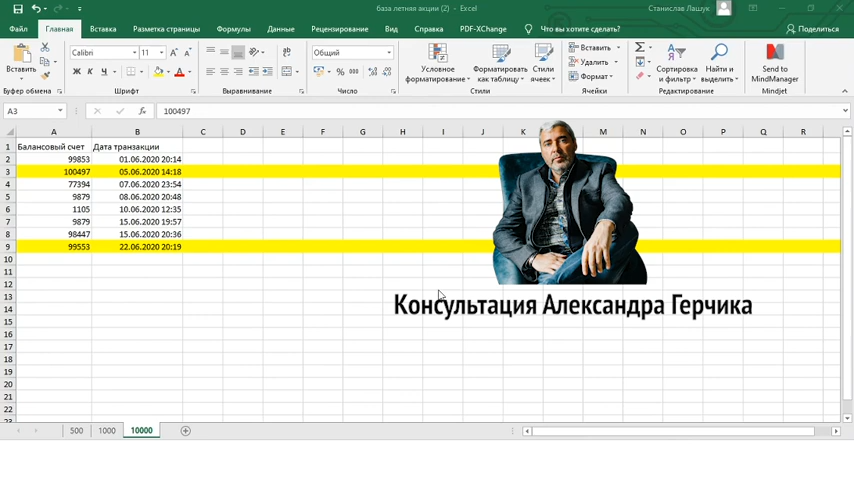 база летная акции (2) - Excel
Станислав Лашук
Файл Главная Вставка Разметка страницы Формулы Данные Рецензирование Вид Справка PDF-XChange Что вы хотите сделать? Поделиться
Вставить
Буфер обмена
Calibri 11
Ж К Ч
Шрифт
Выравнивание
Общий
% 000
Число
Условное форматирование
Форматировать как таблицу
Стили ячеек
Стили
Вставить
Удалить
Формат
Ячейки
Сортировка и фильтр
Найти и выделить
Редактирование
Send to MindManager
Mindjet
A3 fx 100497
A B C D E F G H I J K M N O P Q R
1 Балансовый счет Дата транзакции
2 99853 01.06.2020 20:14
3 100497 05.06.2020 14:18
4 77394 07.06.2020 23:54
5 9879 08.06.2020 20:48
6 1105 10.06.2020 12:35
7 9879 15.06.2020 19:57
8 98447 15.06.2020 20:36
9 99553 22.06.2020 20:19
10
11
12
13
14
15
16
17
18
19
20
21
22
23
Консультация Александра Герчика
500 1000 10000